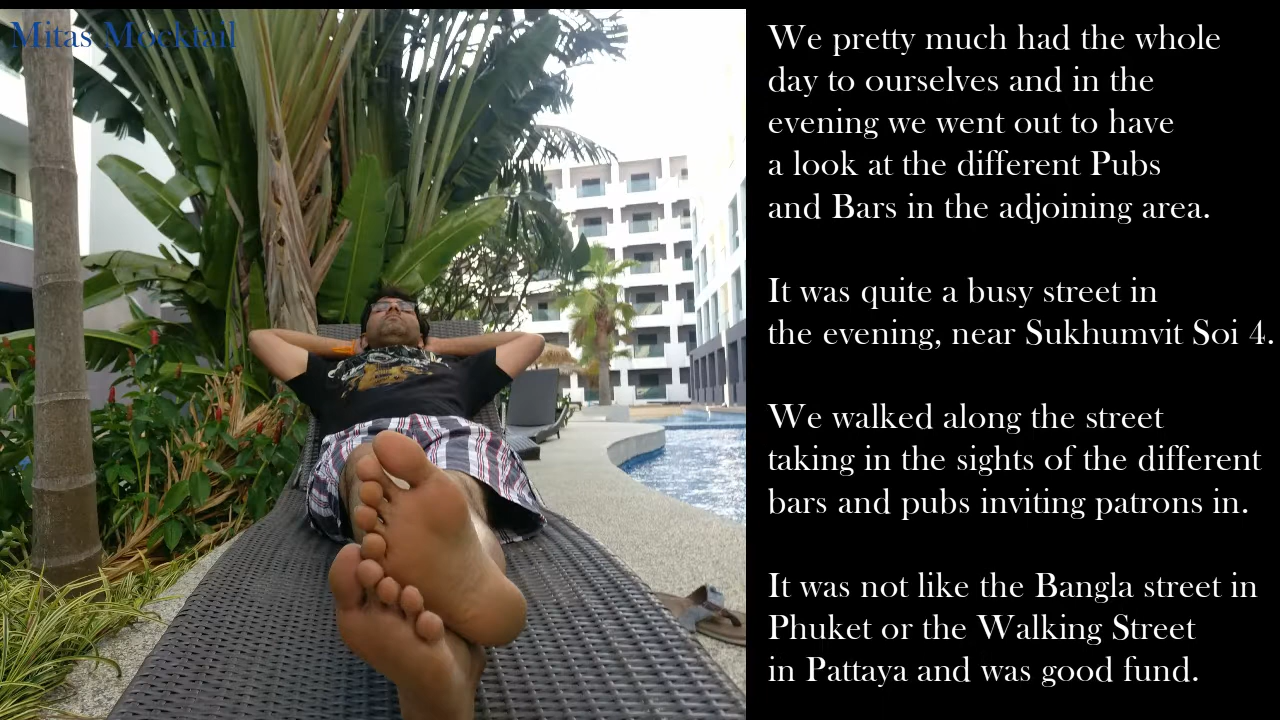 Mitas Mocktail
We pretty much had the whole
day to ourselves and in the
evening we went out to have
a look at the different Pubs
and Bars in the adjoining area.
It was quite a busy street in
the evening, near Sukhumvit Soi 4.
We walked along the street
taking in the sights of the different
bars and pubs inviting patrons in.
It was not like the Bangla street in
Phuket or the Walking Street
in Pattaya and was good fund.